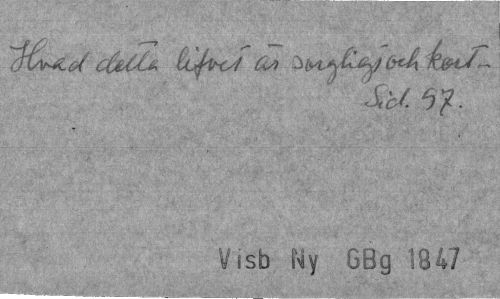 Hvad detta lifvet är sorgligt och kort –
Sid. 97.
Visb Ny GBg 1847